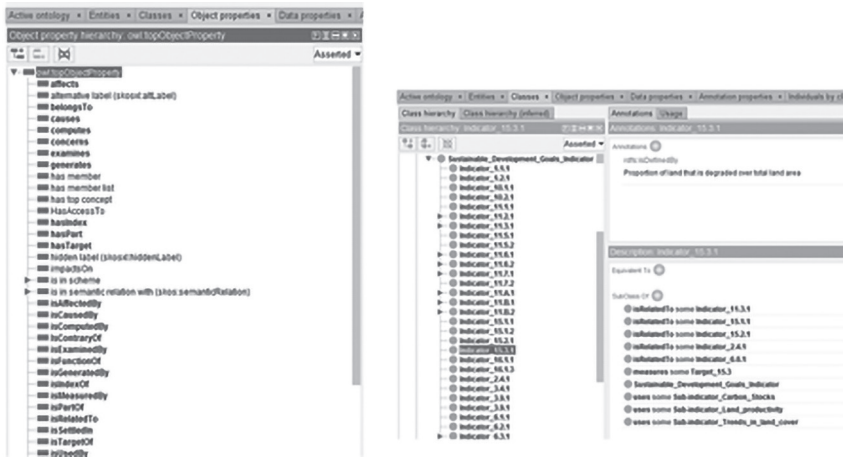 Active ontology × Entities × Classes × Object properties × Data properties × A
Object property hierarchy: owl:topObjectProperty
Asserted
owl:topObjectProperty
affects
alternative label (skosxl:altLabel)
belongsTo
causes
computes
concerns
examines
generates
has member
has member list
has top concept
HasAccessTo
hasIndex
hasPart
hasTarget
hidden label (skosxl:hiddenLabel)
impactsOn
is in scheme
is in semantic relation with (skos:semanticRelation)
isAffectedBy
isCausedBy
isComputedBy
isContraryOf
isExaminedBy
isFunctionOf
isGeneratedBy
isIndexOf
isMeasuredBy
isPartOf
isRelatedTo
isSettledIn
isTargetOf
isUsedBy
Active ontology × Entities × Classes × Object properties × Data properties × Annotation properties × Individuals by cl
Class hierarchy Class hierarchy (inferred)
Class hierarchy: Indicator_15.3.1
Asserted
Sustainable_Development_Goals_Indicator
Indicator_1.1.1
Indicator_1.2.1
Indicator_10.1.1
Indicator_10.2.1
Indicator_11.1.1
Indicator_11.2.1
Indicator_11.3.1
Indicator_11.5.1
Indicator_11.5.2
Indicator_11.6.1
Indicator_11.6.2
Indicator_11.7.1
Indicator_11.7.2
Indicator_11.A.1
Indicator_11.B.1
Indicator_11.B.2
Indicator_15.1.1
Indicator_15.1.2
Indicator_15.2.1
Indicator_15.3.1
Indicator_16.1.1
Indicator_16.1.3
Indicator_2.4.1
Indicator_3.4.1
Indicator_3.9.1
Indicator_6.1.1
Indicator_6.2.1
Indicator_6.3.1
Annotations Usage
Annotations: Indicator_15.3.1
Annotations
rdfs:isDefinedBy
Proportion of land that is degraded over total land area
Description: Indicator_15.3.1
Equivalent To
SubClass Of
isRelatedTo some Indicator_11.3.1
isRelatedTo some Indicator_15.1.1
isRelatedTo some Indicator_15.2.1
isRelatedTo some Indicator_2.4.1
isRelatedTo some Indicator_6.6.1
measures some Target_15.3
Sustainable_Development_Goals_Indicator
uses some Sub-indicator_Carbon_Stocks
uses some Sub-indicator_Land_productivity
uses some Sub-indicator_Trends_in_land_cover